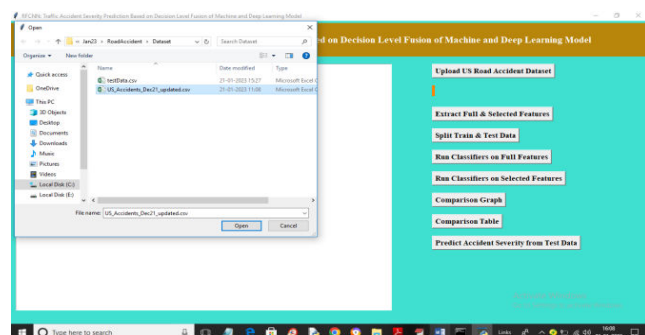 RFCNN: Traffic Accident Severity Prediction Based on Decision Level Fusion of Machine and Deep Learning Model
ed on Decision Level Fusion of Machine and Deep Learning Model
Open
« Jan23 › RoadAccident › Dataset
Search Dataset
Organize
New folder
Name
Date modified
Type
Quick access
OneDrive
This PC
3D Objects
Desktop
Documents
Downloads
Music
Pictures
Videos
Local Disk (C:)
Local Disk (E:)
testData.csv
21-01-2023 15:27
Microsoft Excel C
US_Accidents_Dec21_updated.csv
21-01-2023 11:08
Microsoft Excel C
File name:
US_Accidents_Dec21_updated.csv
Open
Cancel
Upload US Road Accident Dataset
Extract Full & Selected Features
Split Train & Test Data
Run Classifiers on Full Features
Run Classifiers on Selected Features
Comparison Graph
Comparison Table
Predict Accident Severity from Test Data
Type here to search
Links
16:08